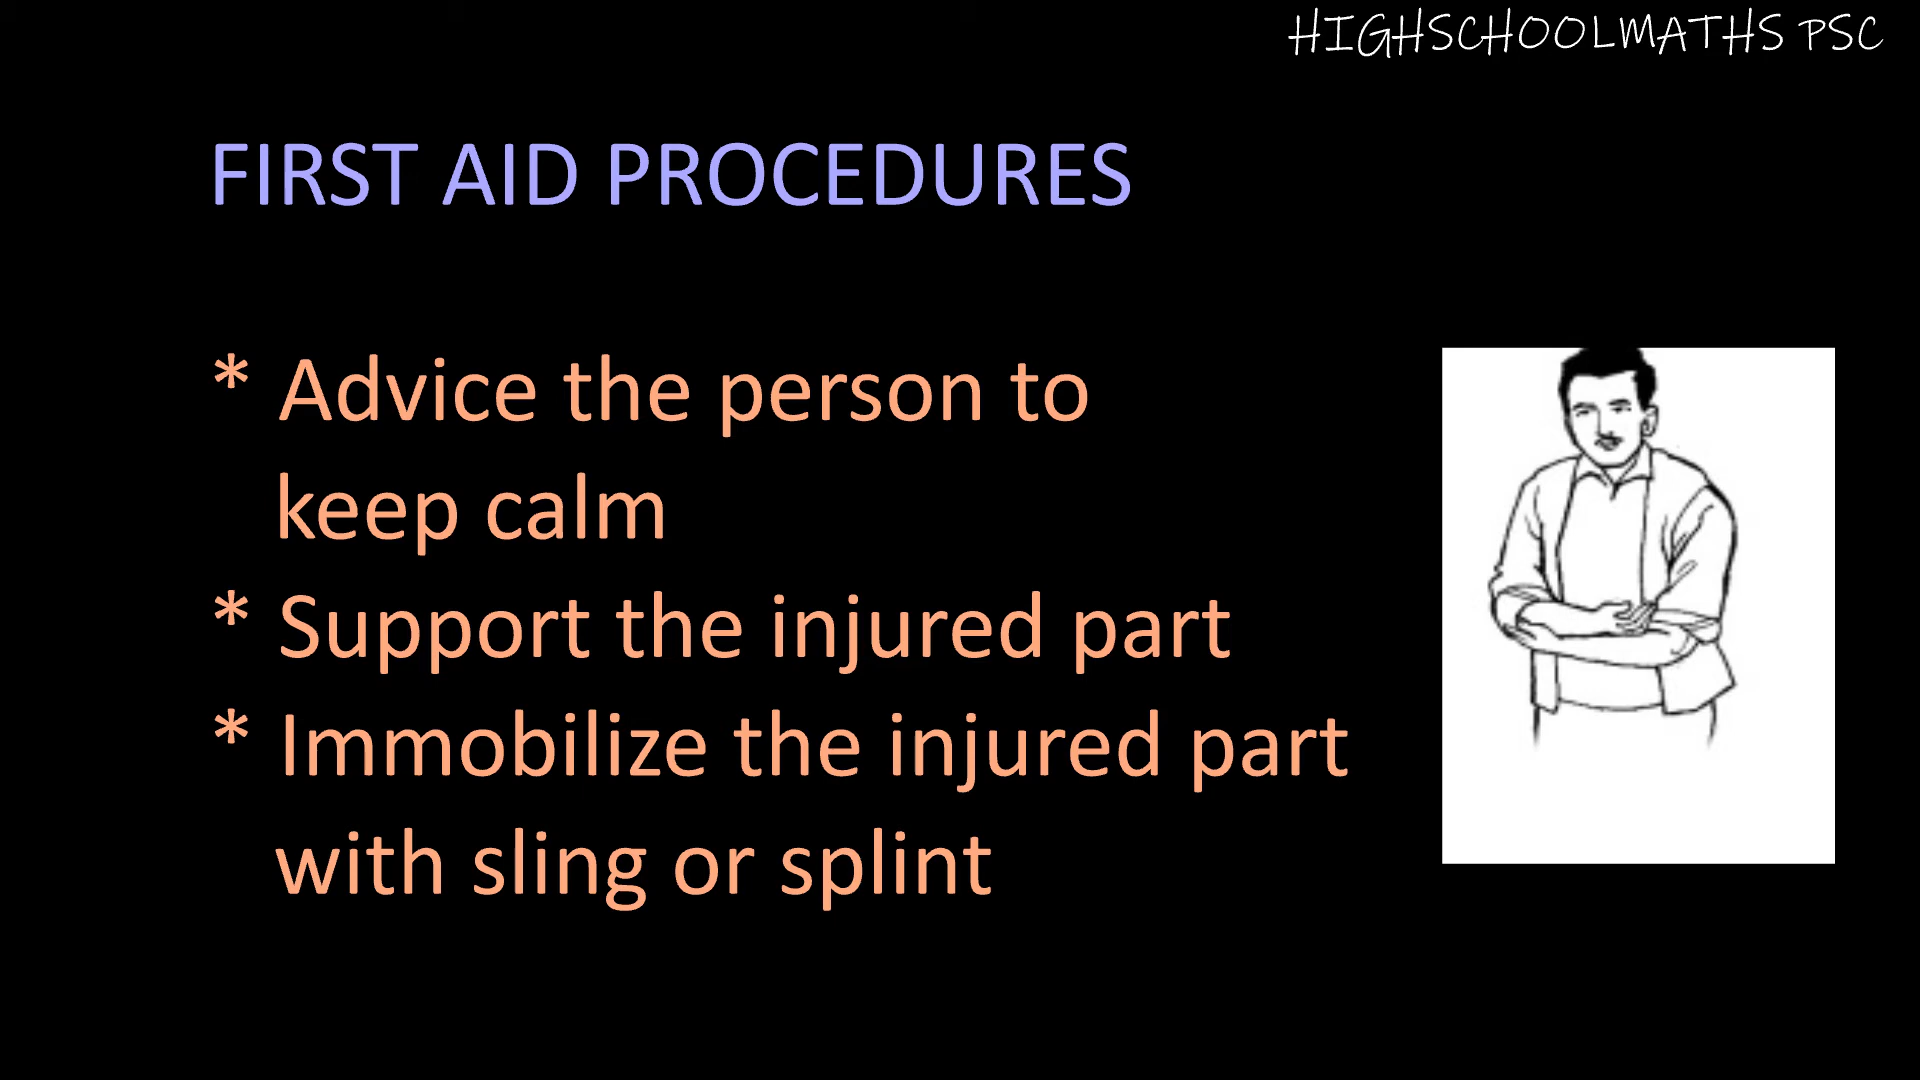 HIGHSCHOOLMATHS PSC
FIRST AID PROCEDURES
* Advice the person to
keep calm
* Support the injured part
* Immobilize the injured part
with sling or splint